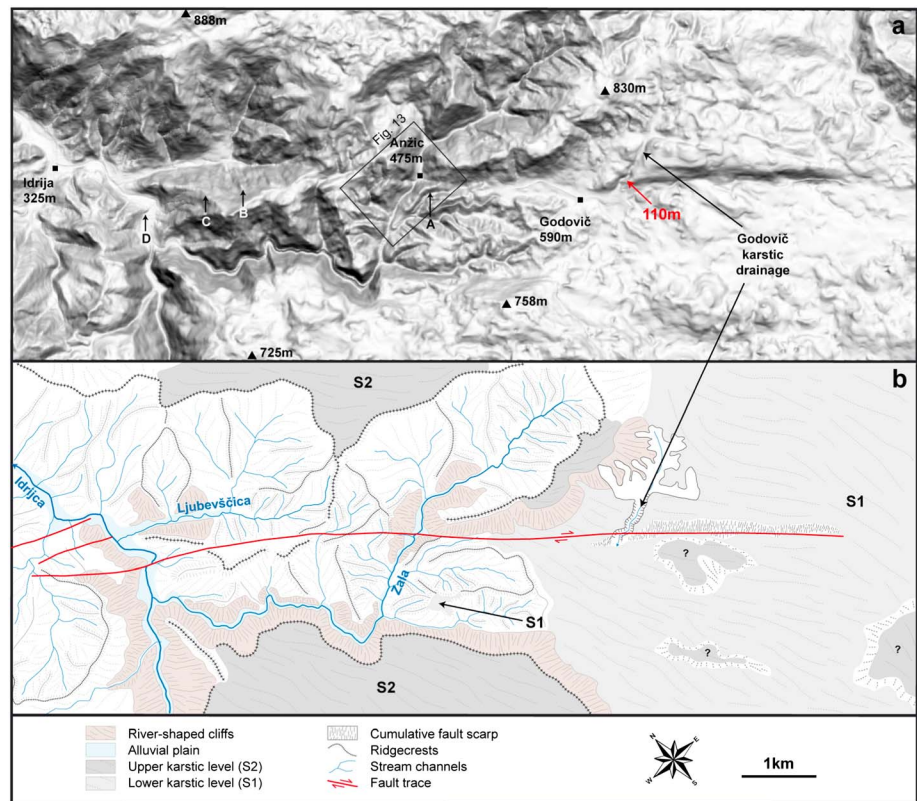 a
888m
830m
Fig. 13
Anžic
475m
Idrija
325m
C
B
A
D
110m
Godovič
590m
Godovič
karstic
drainage
758m
725m
b
S2
Idrijca
Ljubevščica
S1
?
Zala
S1
?
?
S2
River-shaped cliffs
Alluvial plain
Upper karstic level (S2)
Lower karstic level (S1)
Cumulative fault scarp
Ridgecrests
Stream channels
Fault trace
N
E
W
S
1km